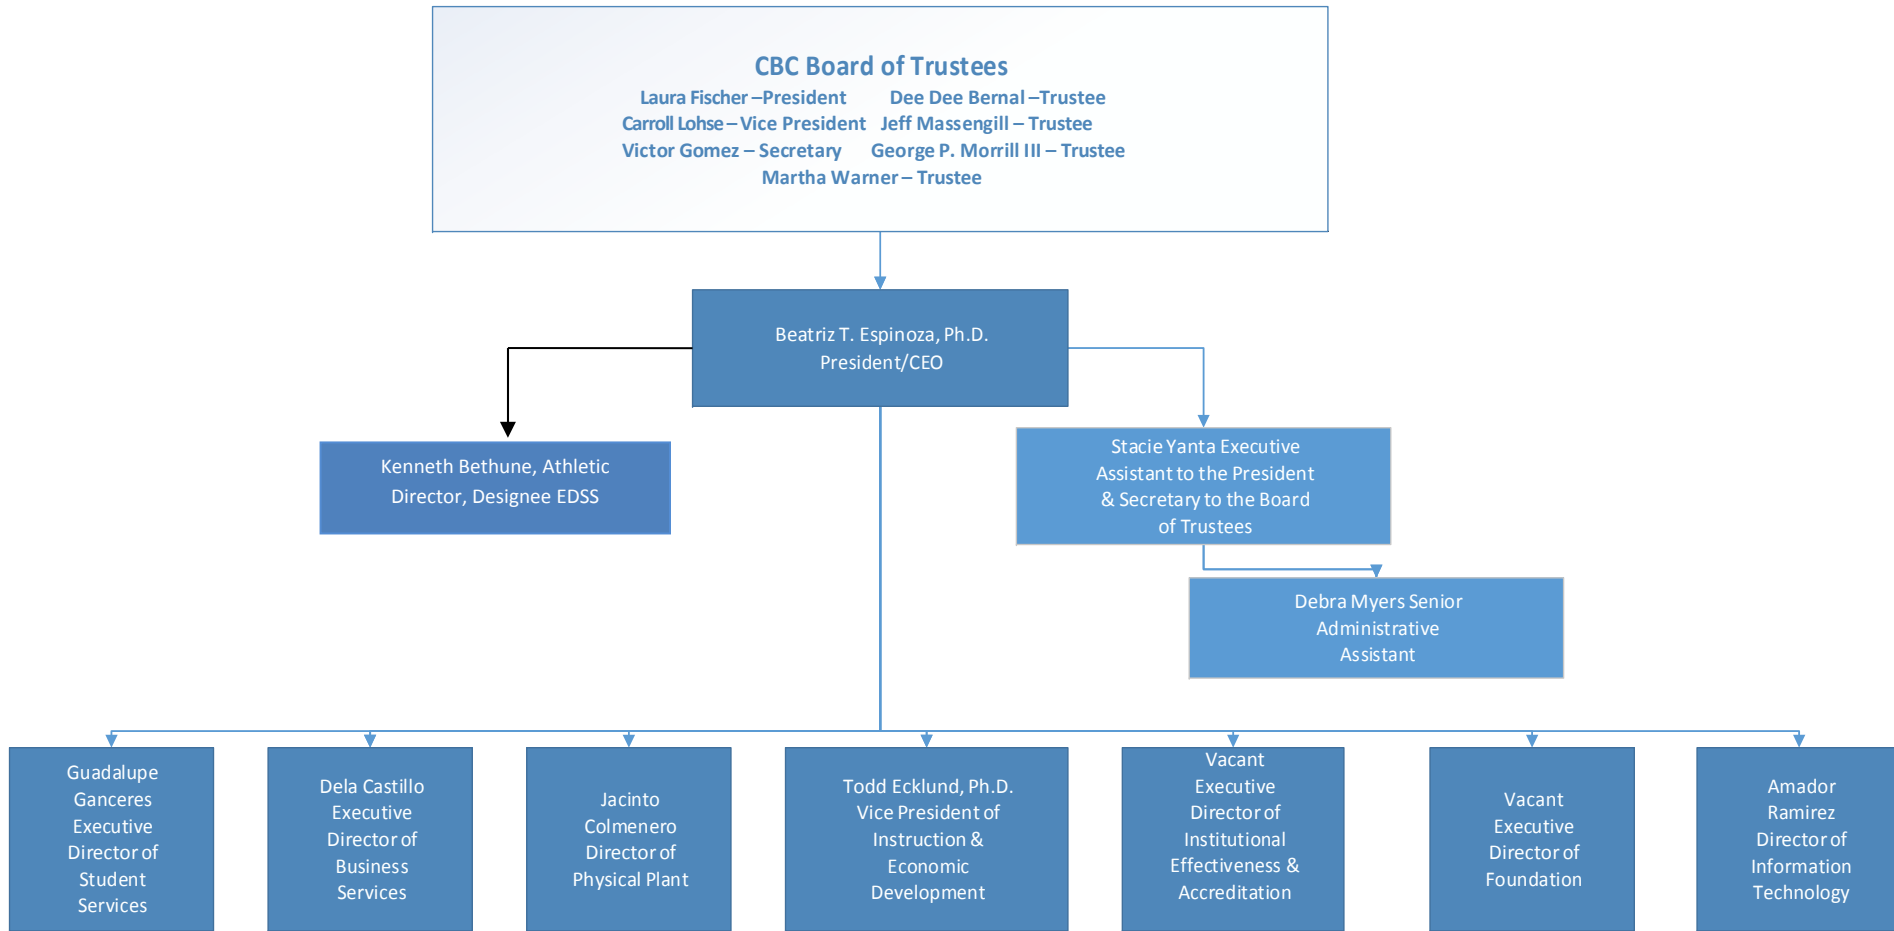 CBC Board of Trustees
Laura Fischer –President Dee Dee Bernal –Trustee
Carroll Lohse – Vice President Jeff Massengill – Trustee
Victor Gomez – Secretary George P. Morrill III – Trustee
Martha Warner – Trustee
Beatriz T. Espinoza, Ph.D.
President/CEO
Kenneth Bethune, Athletic
Director, Designee EDSS
Stacie Yanta Executive
Assistant to the President
& Secretary to the Board
of Trustees
Debra Myers Senior
Administrative
Assistant
Guadalupe
Ganceres
Executive
Director of
Student
Services
Dela Castillo
Executive
Director of
Business
Services
Jacinto
Colmenero
Director of
Physical Plant
Todd Ecklund, Ph.D.
Vice President of
Instruction &
Economic
Development
Vacant
Executive
Director of
Institutional
Effectiveness &
Accreditation
Vacant
Executive
Director of
Foundation
Amador
Ramirez
Director of
Information
Technology